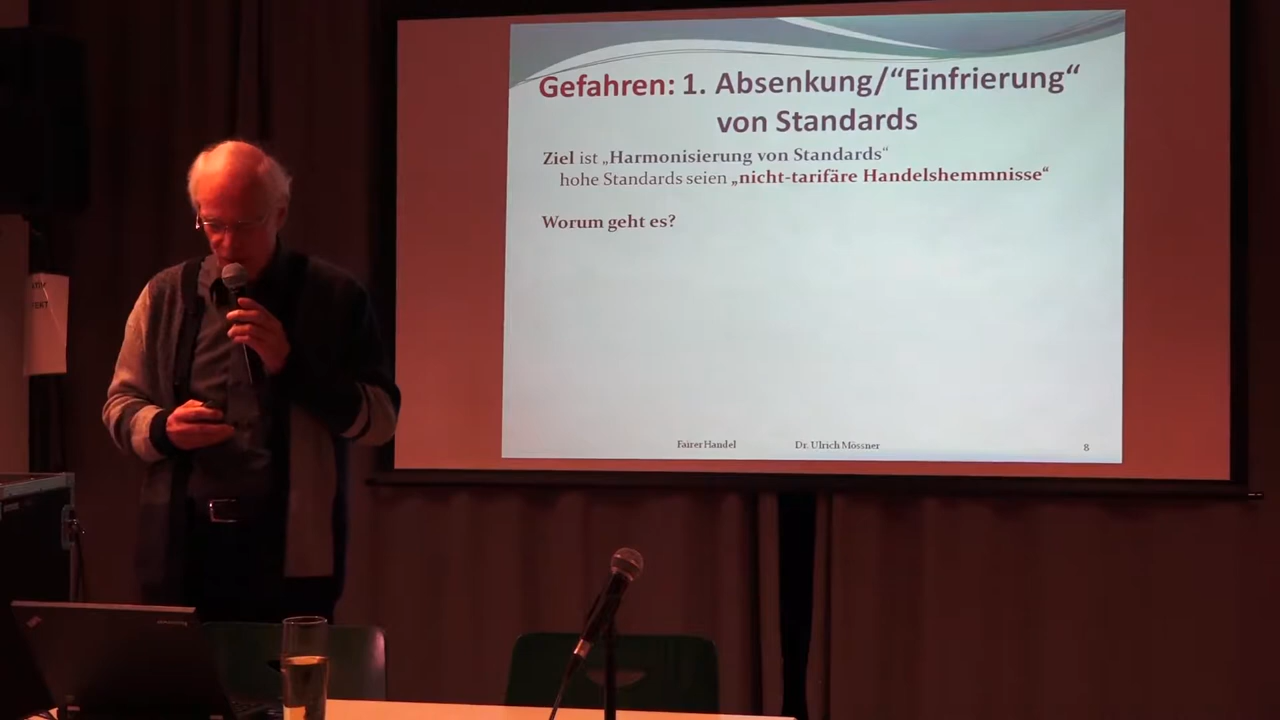 Gefahren: 1. Absenkung/“Einfrierung“
von Standards
Ziel ist „Harmonisierung von Standards“
hohe Standards seien „nicht-tarifäre Handelshemmnisse“
Worum geht es?
Fairer Handel Dr. Ulrich Mössner 8